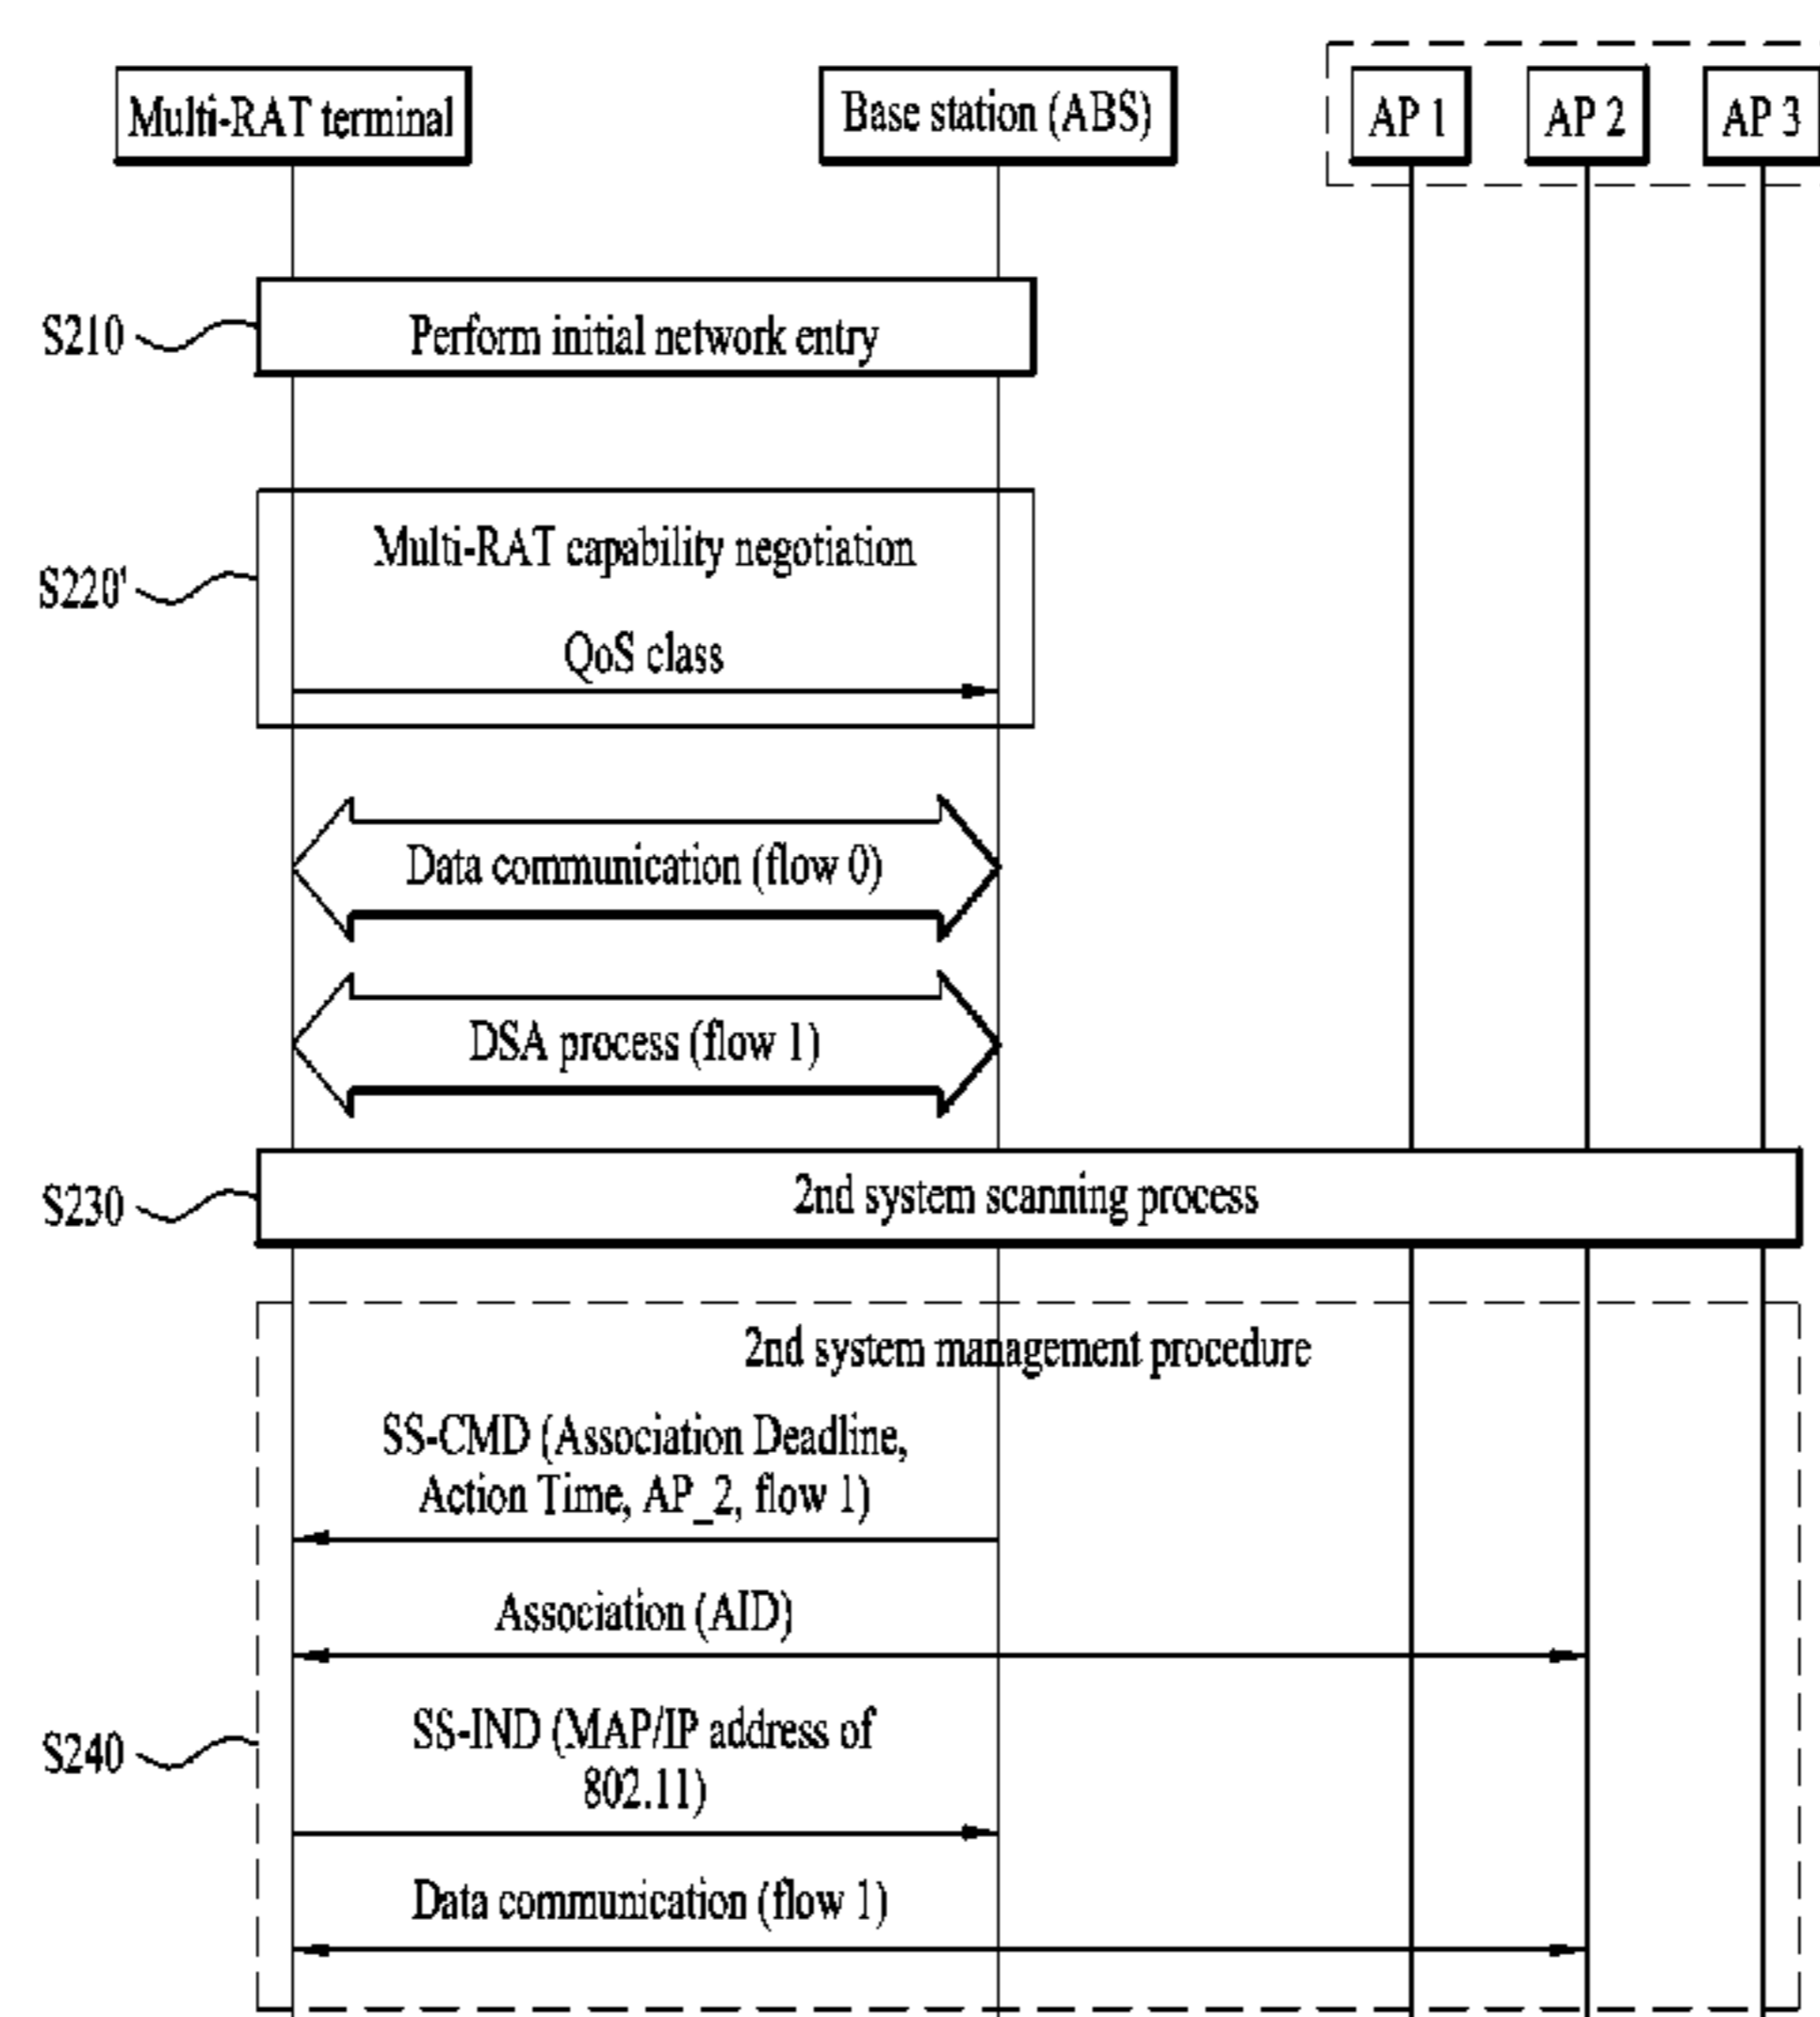 Multi-RAT terminal
Base station (ABS)
AP 1
AP 2
AP 3
S210
Perform initial network entry
S220'
Multi-RAT capability negotiation
QoS class
Data communication (flow 0)
DSA process (flow 1)
S230
2nd system scanning process
2nd system management procedure
SS-CMD (Association Deadline,
Action Time, AP_2, flow 1)
Association (AID)
S240
SS-IND (MAP/IP address of
802.11)
Data communication (flow 1)